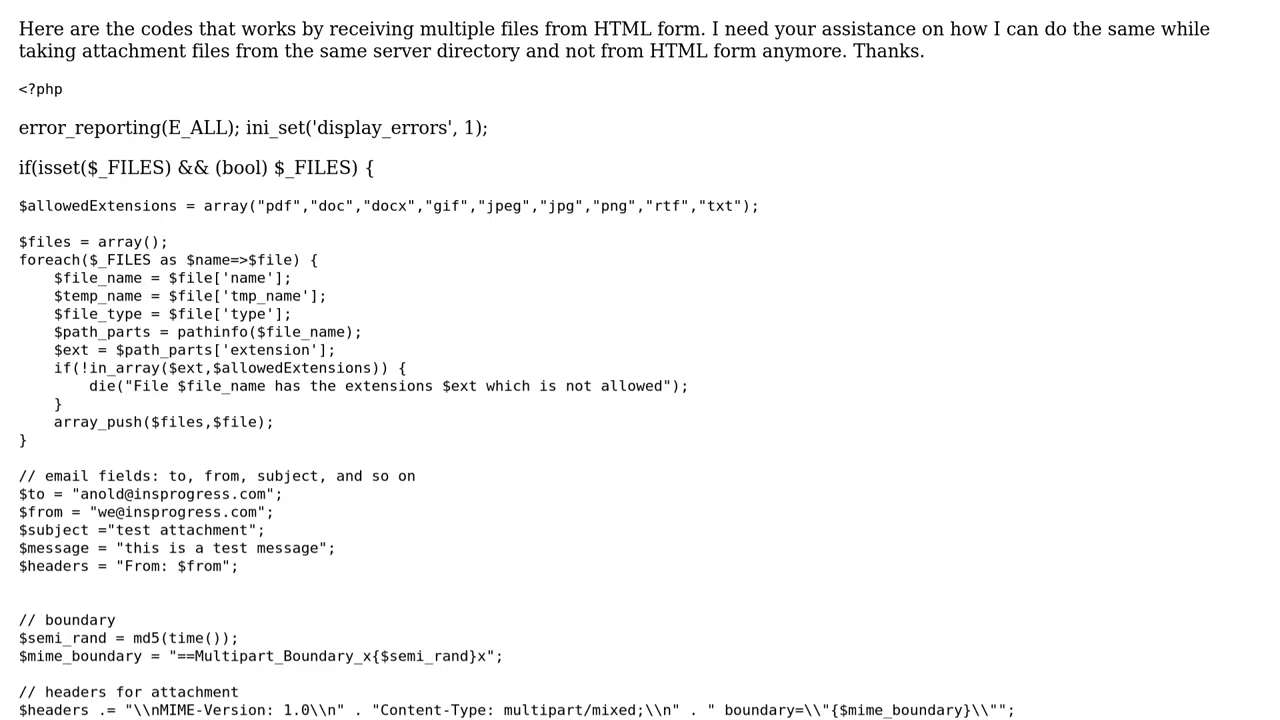 Here are the codes that works by receiving multiple files from HTML form. I need your assistance on how I can do the same while
taking attachment files from the same server directory and not from HTML form anymore. Thanks.
<?php
error_reporting(E_ALL); ini_set('display_errors', 1);
if(isset($_FILES) && (bool) $_FILES) {
$allowedExtensions = array("pdf","doc","docx","gif","jpeg","jpg","png","rtf","txt");
$files = array();
foreach($_FILES as $name=>$file) {
    $file_name = $file['name'];
    $temp_name = $file['tmp_name'];
    $file_type = $file['type'];
    $path_parts = pathinfo($file_name);
    $ext = $path_parts['extension'];
    if(!in_array($ext,$allowedExtensions)) {
        die("File $file_name has the extensions $ext which is not allowed");
    }
    array_push($files,$file);
}
// email fields: to, from, subject, and so on
$to = "anold@insprogress.com";
$from = "we@insprogress.com";
$subject ="test attachment";
$message = "this is a test message";
$headers = "From: $from";
// boundary
$semi_rand = md5(time());
$mime_boundary = "==Multipart_Boundary_x{$semi_rand}x";
// headers for attachment
$headers .= "\\nMIME-Version: 1.0\\n" . "Content-Type: multipart/mixed;\\n" . " boundary=\\"{$mime_boundary}\\"";